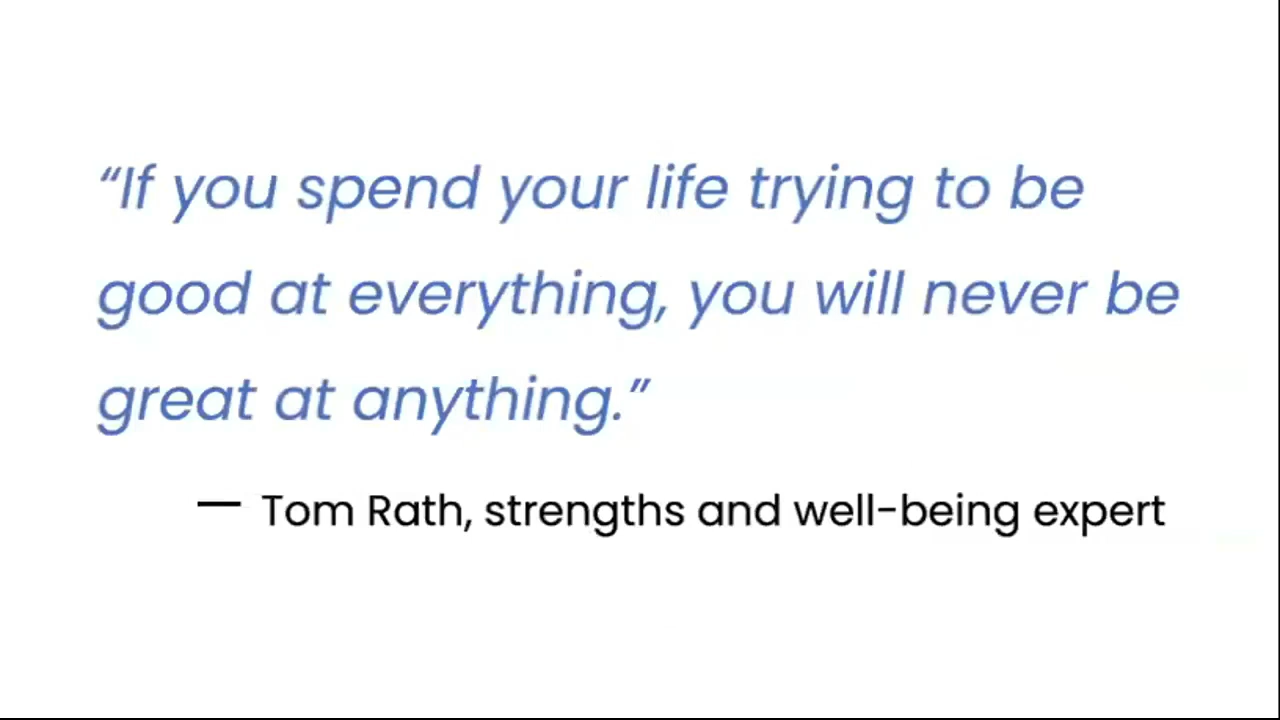 “If you spend your life trying to be
good at everything, you will never be
great at anything.”
— Tom Rath, strengths and well-being expert